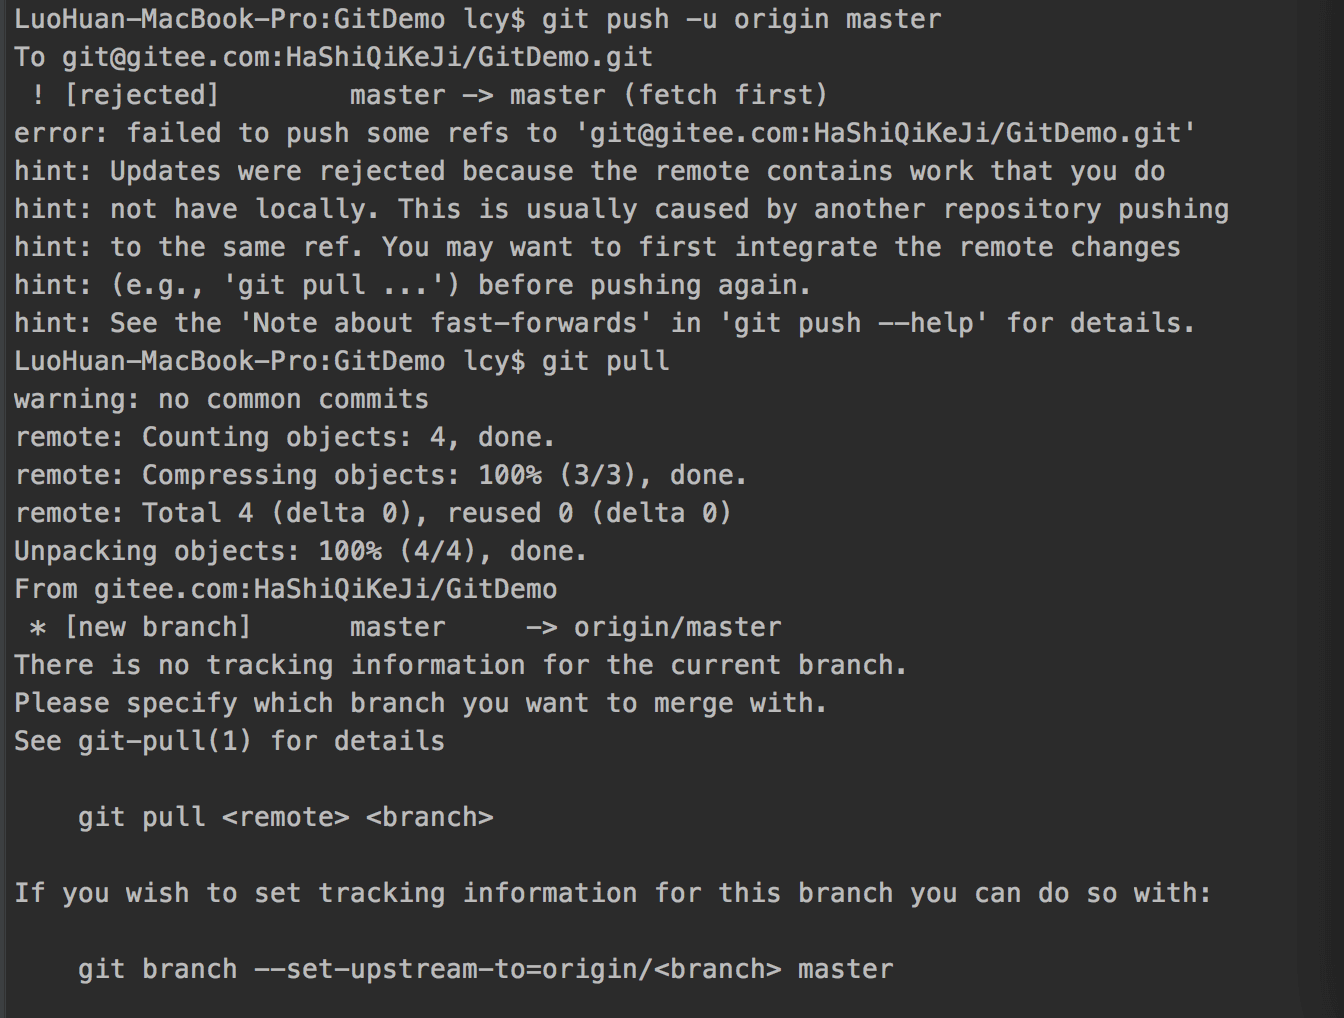 LuoHuan-MacBook-Pro:GitDemo lcy$ git push -u origin master
To git@gitee.com:HaShiQiKeJi/GitDemo.git
 ! [rejected]        master -> master (fetch first)
error: failed to push some refs to 'git@gitee.com:HaShiQiKeJi/GitDemo.git'
hint: Updates were rejected because the remote contains work that you do
hint: not have locally. This is usually caused by another repository pushing
hint: to the same ref. You may want to first integrate the remote changes
hint: (e.g., 'git pull ...') before pushing again.
hint: See the 'Note about fast-forwards' in 'git push --help' for details.
LuoHuan-MacBook-Pro:GitDemo lcy$ git pull
warning: no common commits
remote: Counting objects: 4, done.
remote: Compressing objects: 100% (3/3), done.
remote: Total 4 (delta 0), reused 0 (delta 0)
Unpacking objects: 100% (4/4), done.
From gitee.com:HaShiQiKeJi/GitDemo
 * [new branch]      master     -> origin/master
There is no tracking information for the current branch.
Please specify which branch you want to merge with.
See git-pull(1) for details

    git pull <remote> <branch>

If you wish to set tracking information for this branch you can do so with:

    git branch --set-upstream-to=origin/<branch> master